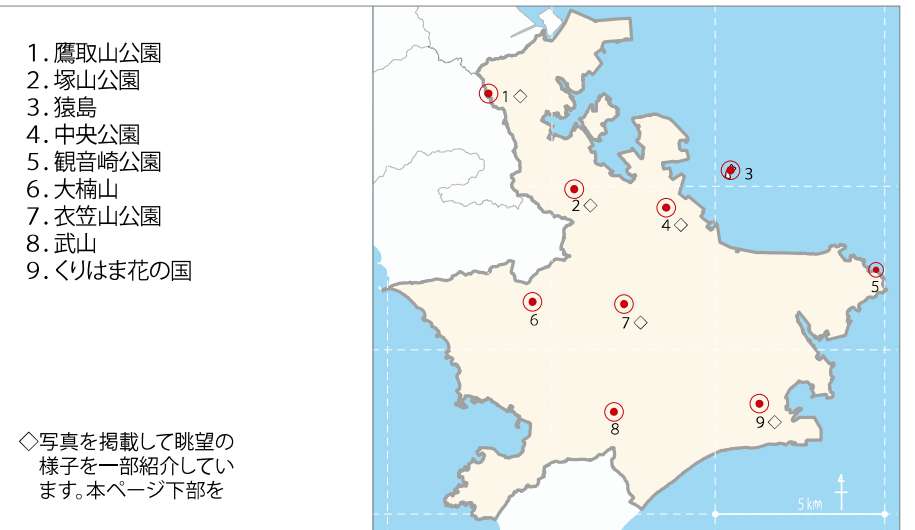 1.鷹取山公園
2.塚山公園
3.猿島
4.中央公園
5.観音崎公園
6.大楠山
7.衣笠山公園
8.武山
9.くりはま花の国
◇写真を掲載して眺望の
様子を一部紹介してい
ます。本ページ下部を
1◇
3
2◇
4◇
5
6
7◇
8
9◇
5km